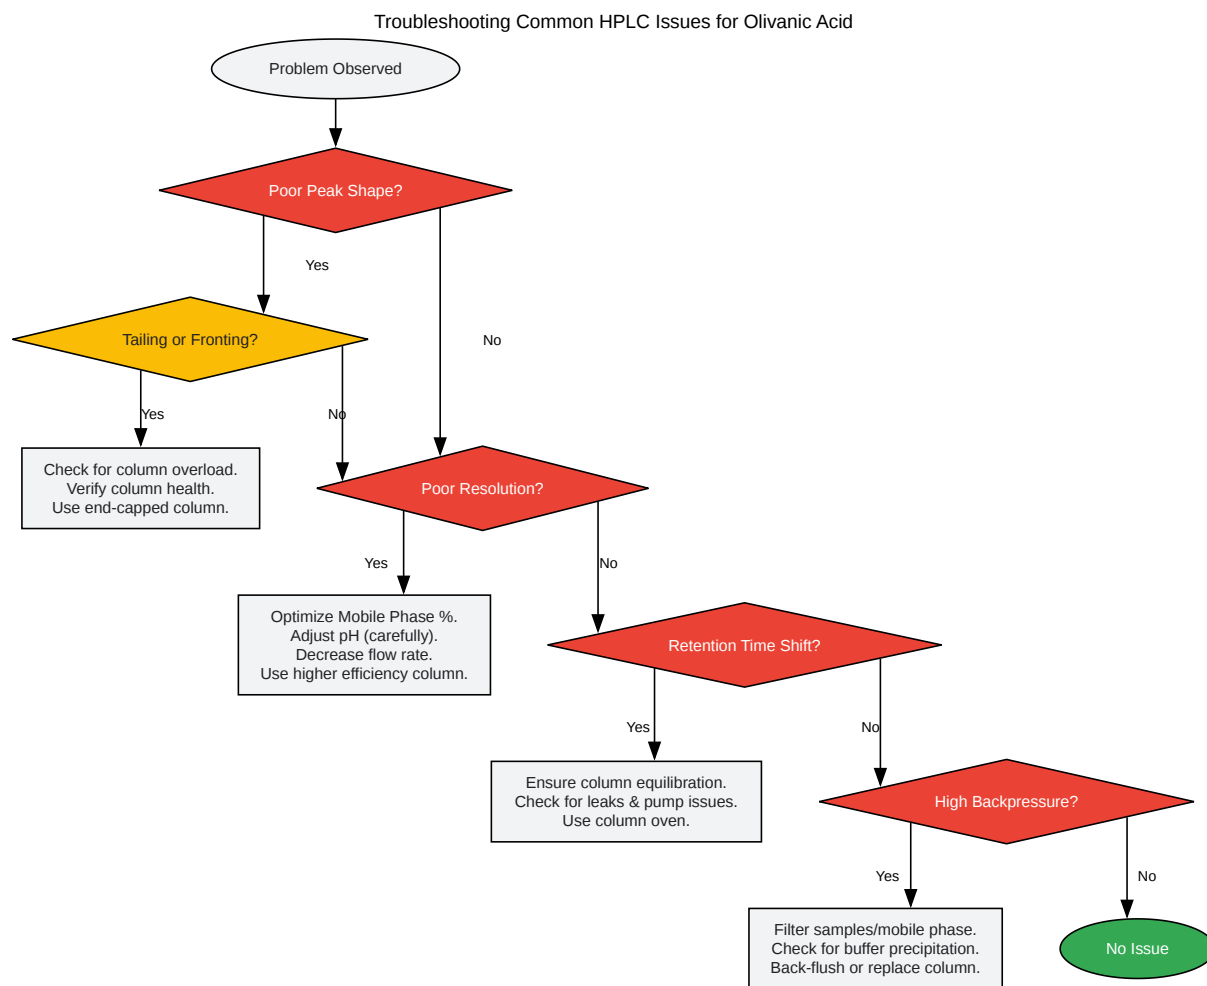 Troubleshooting Common HPLC Issues for Olivanic Acid
Problem Observed
Poor Peak Shape?
Yes
No
Tailing or Fronting?
Yes
No
Check for column overload.
Verify column health.
Use end-capped column.
Poor Resolution?
Yes
No
Optimize Mobile Phase %.
Adjust pH (carefully).
Decrease flow rate.
Use higher efficiency column.
Retention Time Shift?
Yes
No
Ensure column equilibration.
Check for leaks & pump issues.
Use column oven.
High Backpressure?
Yes
No
Filter samples/mobile phase.
Check for buffer precipitation.
Back-flush or replace column.
No Issue